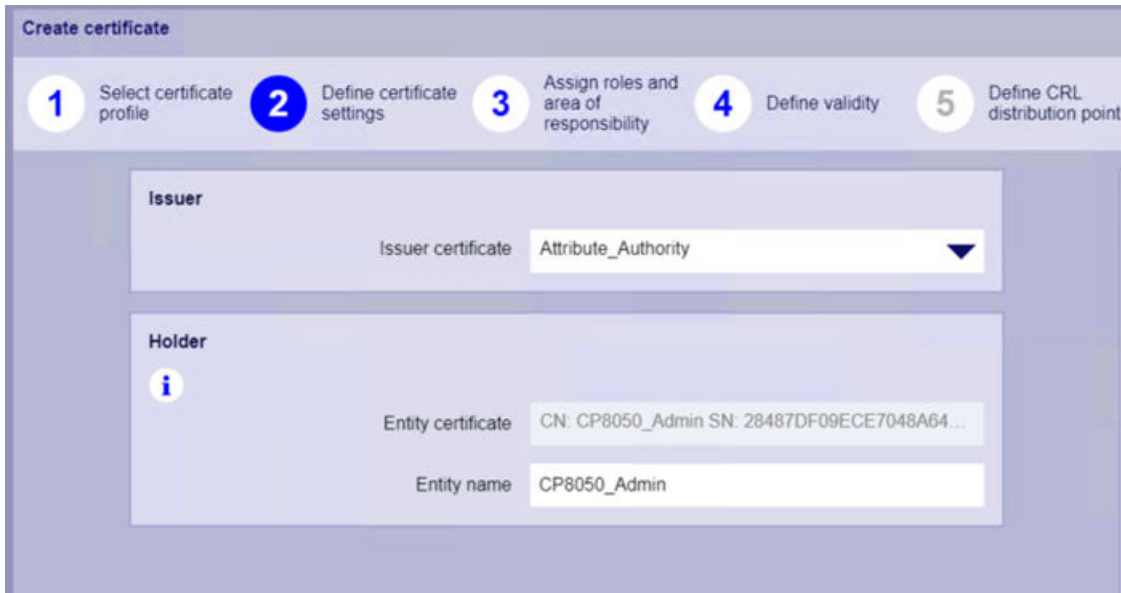 Create certificate
1
Select certificate
profile
2
Define certificate
settings
3
Assign roles and
area of
responsibility
4
Define validity
5
Define CRL
distribution point
Issuer
Issuer certificate
Attribute_Authority
Holder
i
Entity certificate
CN: CP8050_Admin SN: 28487DF09ECE7048A64...
Entity name
CP8050_Admin